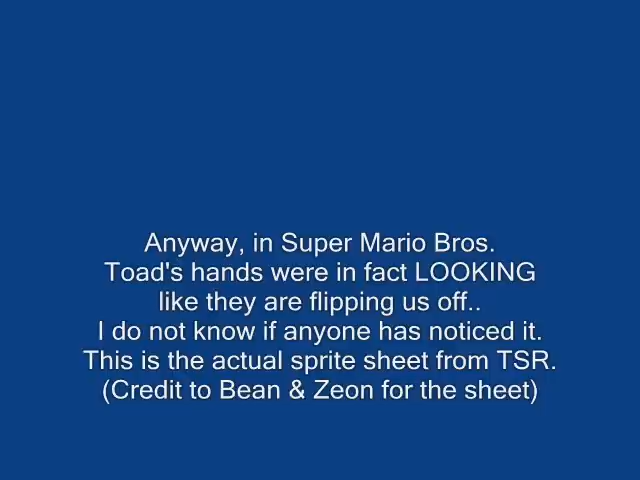 Anyway, in Super Mario Bros.
Toad's hands were in fact LOOKING
like they are flipping us off..
I do not know if anyone has noticed it.
This is the actual sprite sheet from TSR.
(Credit to Bean & Zeon for the sheet)